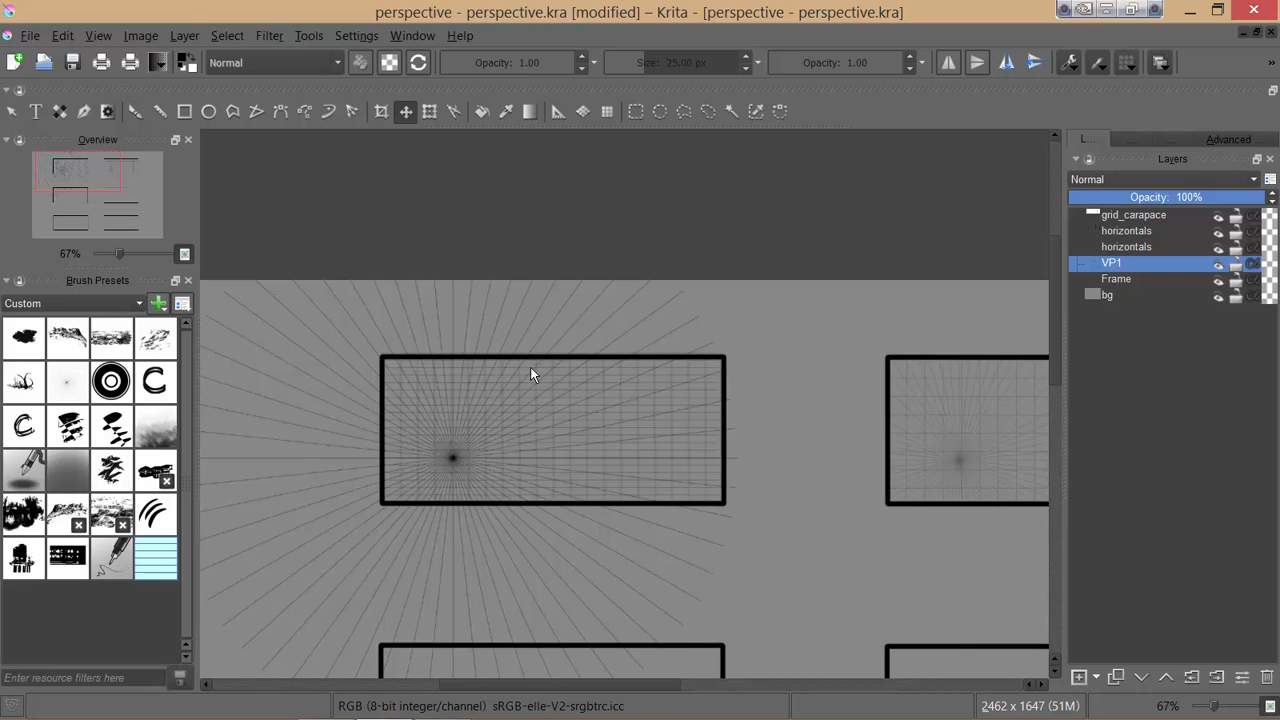 perspective - perspective.kra [modified] – Krita - [perspective - perspective.kra]
File Edit View Image Layer Select Filter Tools Settings Window Help
Normal Opacity: 1.00 Size: 25.00 px Opacity: 1.00 »
Overview
67%
Brush Presets
Custom
Enter resource filters here
L... ... ... Advanced...
Layers
Normal
Opacity: 100%
grid_carapace
horizontals
horizontals
VP1
Frame
bg
RGB (8-bit integer/channel) sRGB-elle-V2-srgbtrc.icc 2462 x 1647 (51M) 67%